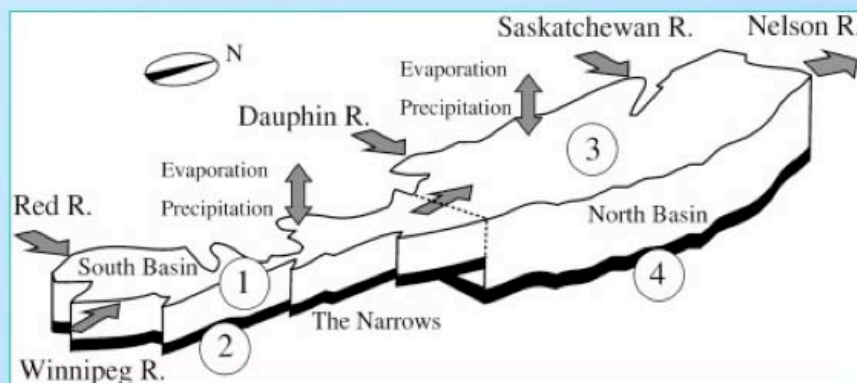 Saskatchewan R.
Nelson R.
N
Evaporation
Precipitation
Dauphin R.
3
Evaporation
Precipitation
Red R.
North Basin
South Basin
1
4
The Narrows
2
Winnipeg R.